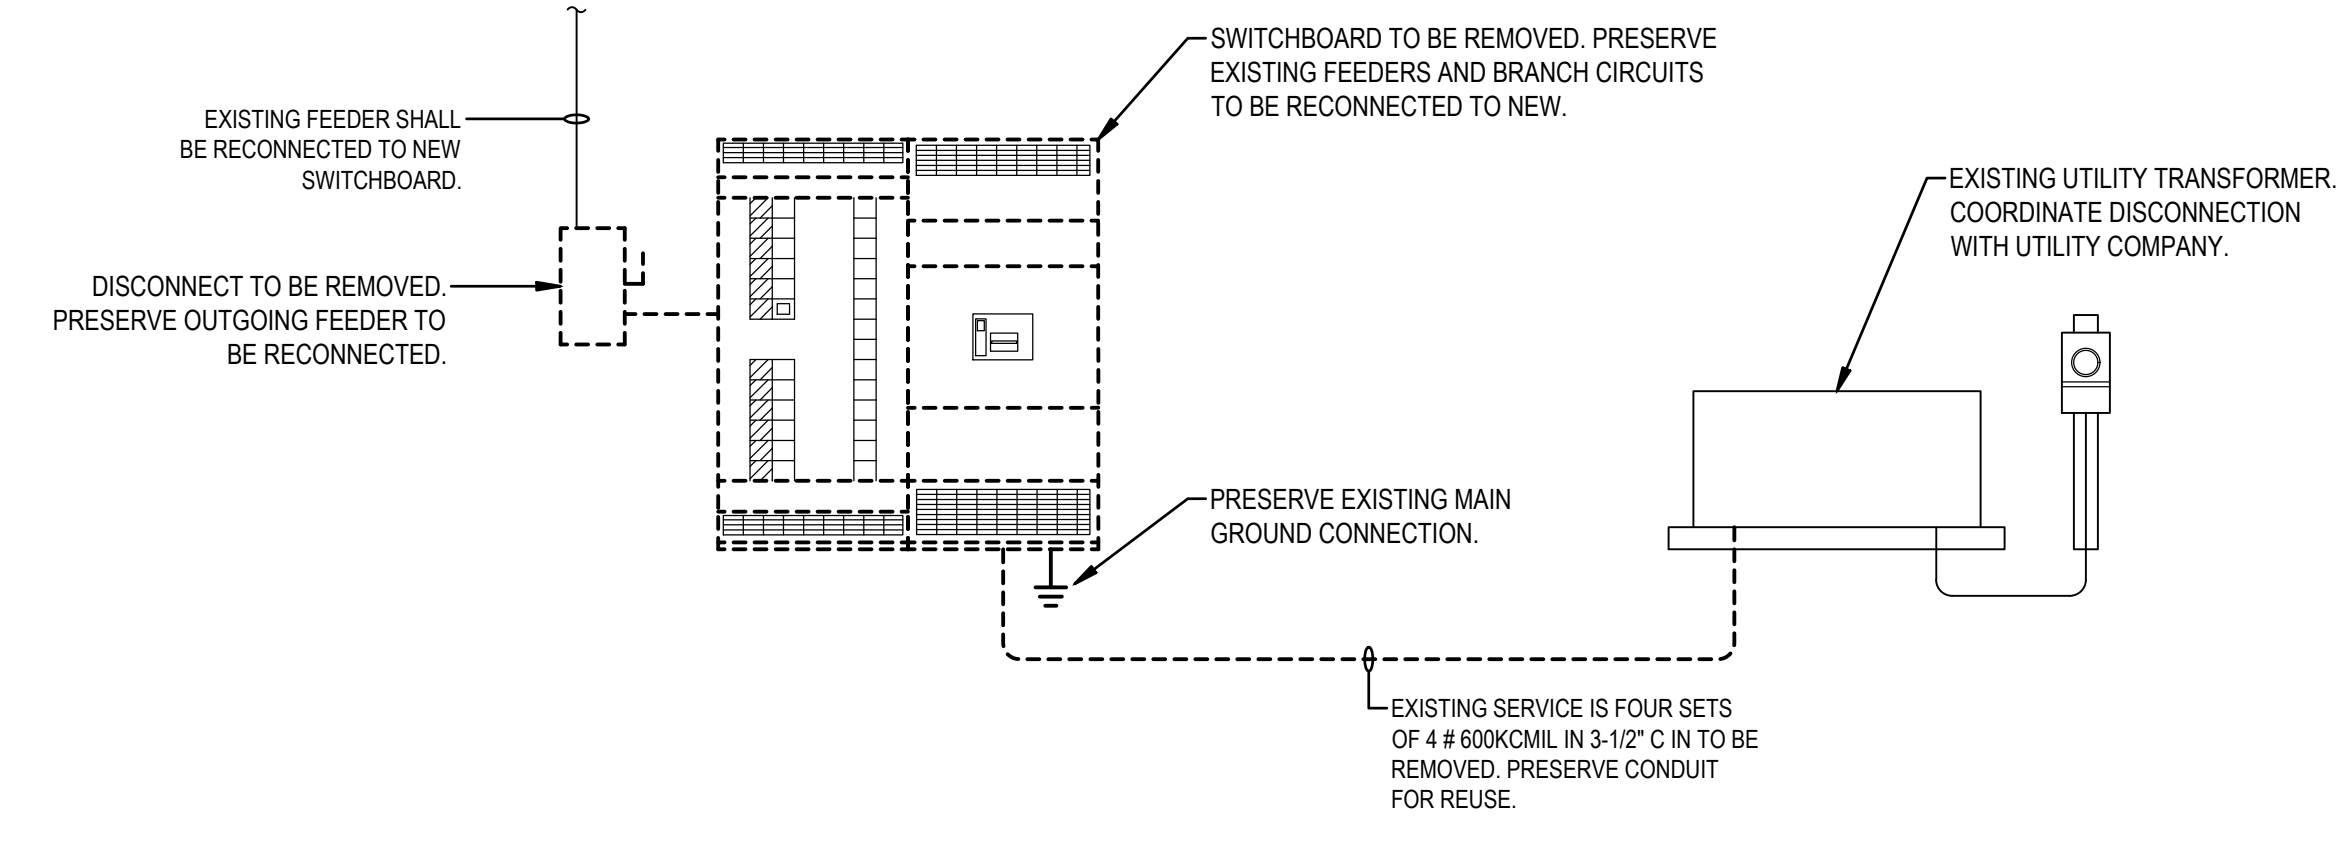 SWITCHBOARD TO BE REMOVED. PRESERVE
EXISTING FEEDERS AND BRANCH CIRCUITS
TO BE RECONNECTED TO NEW.
EXISTING FEEDER SHALL
BE RECONNECTED TO NEW
SWITCHBOARD.
EXISTING UTILITY TRANSFORMER.
COORDINATE DISCONNECTION
WITH UTILITY COMPANY.
DISCONNECT TO BE REMOVED.
PRESERVE OUTGOING FEEDER TO
BE RECONNECTED.
PRESERVE EXISTING MAIN
GROUND CONNECTION.
EXISTING SERVICE IS FOUR SETS
OF 4 # 600KCMIL IN 3-1/2" C IN TO BE
REMOVED. PRESERVE CONDUIT
FOR REUSE.